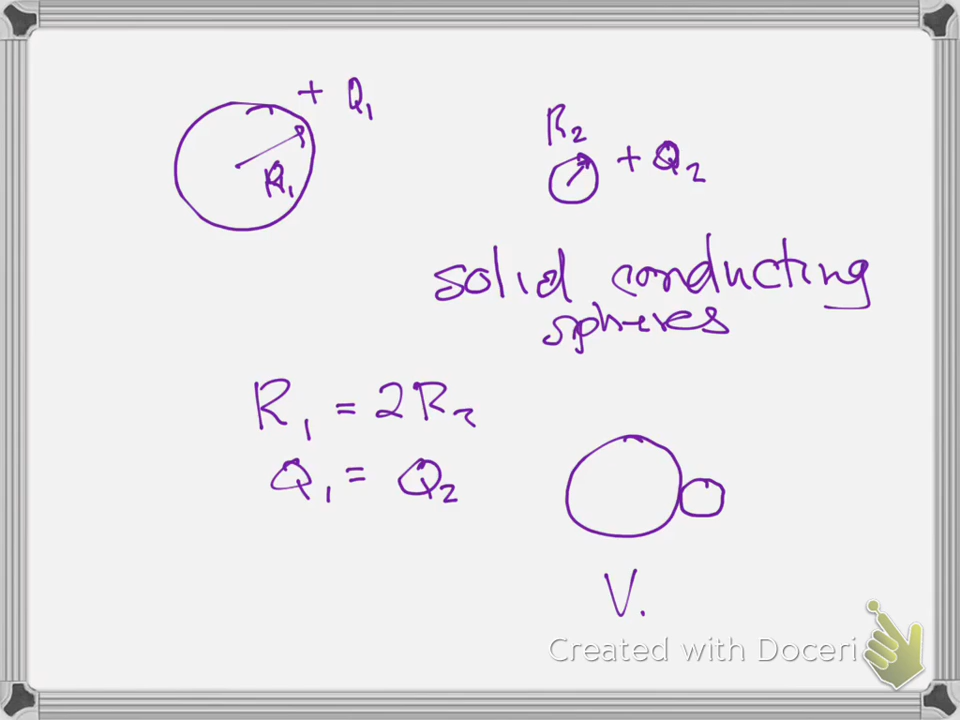 + Q₁
R₁
R₂
+ Q₂
solid conducting
spheres
R₁ = 2R₂
Q₁ = Q₂
V.
Created with Doceri